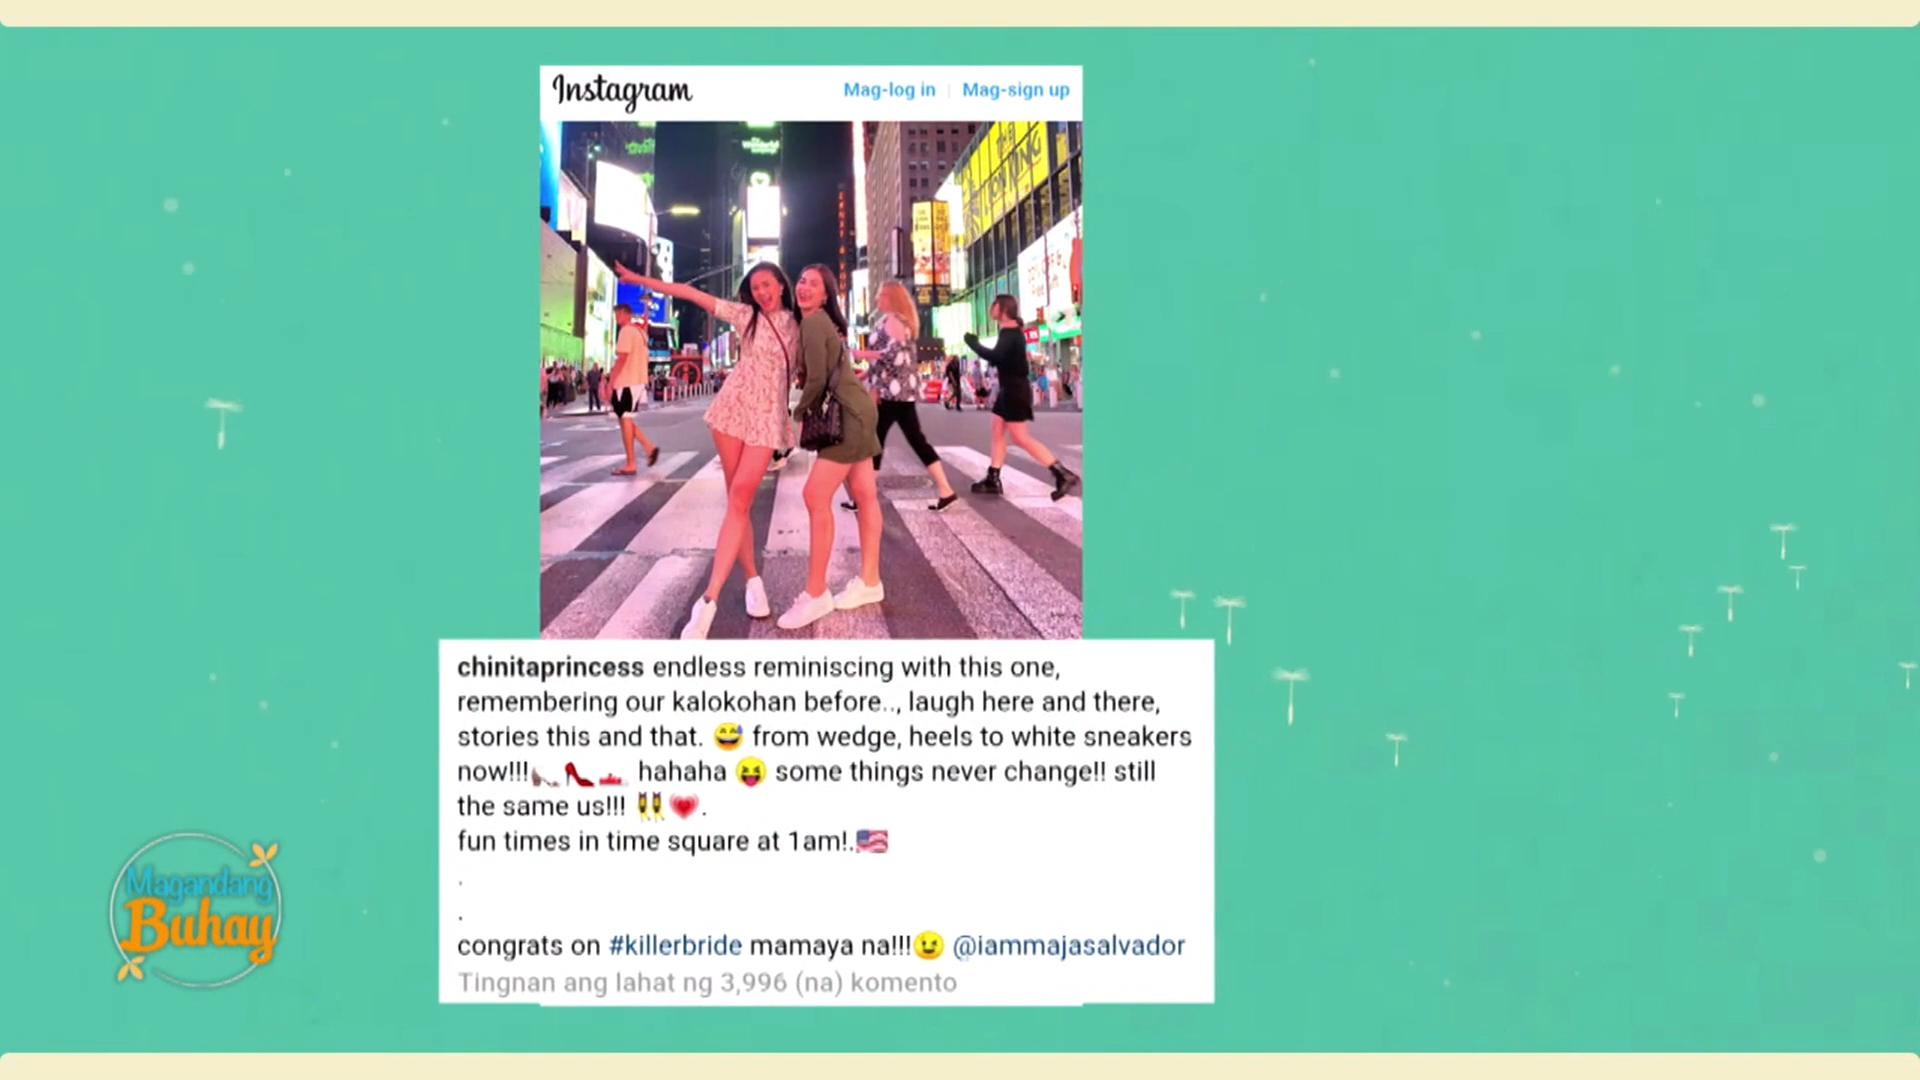 Instagram
Mag-log in | Mag-sign up
THE
LION KING
chinitaprincess endless reminiscing with this one,
remembering our kalokohan before.., laugh here and there,
stories this and that. 😅 from wedge, heels to white sneakers
now!!!👡👠👟 hahaha 😝 some things never change!! still
the same us!!! 👯💗.
fun times in time square at 1am!.🇺🇸
.
.
congrats on #killerbride mamaya na!!!😉 @iammajasalvador
Tingnan ang lahat ng 3,996 (na) komento
Magandang
Buhay